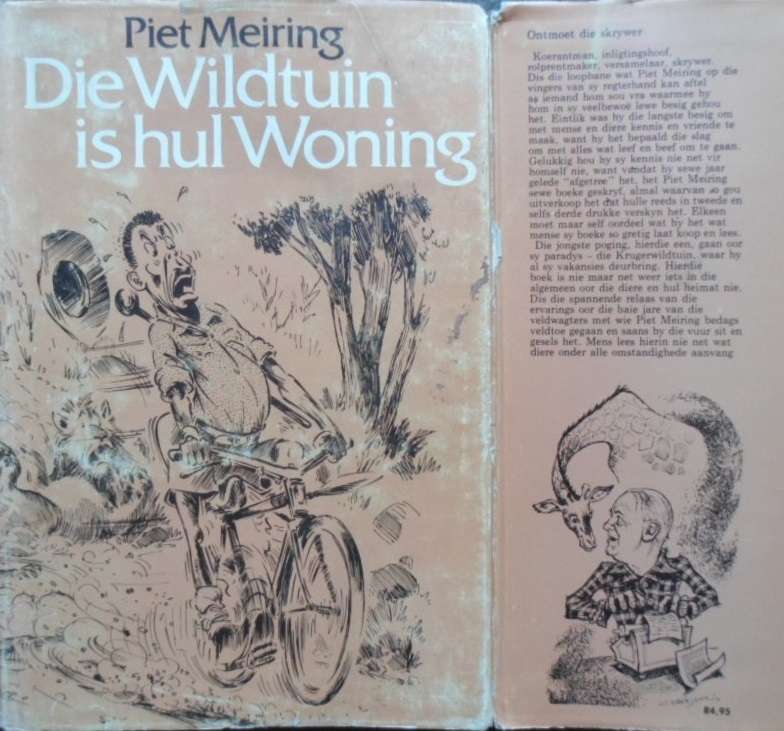 Piet Meiring
Die Wildtuin
is hul Woning
Ontmoet die skrywer
Koerantman, inligtingshoof,
rolprentmaker, versamelaar, skrywer.
Dis die loopbane wat Piet Meiring op die
vingers van sy regterhand kan aftel
as iemand hom sou vra waarmee hy
hom in sy veelbewoë lewe besig gehou
het. Eintlik was hy die langste besig om
met mense en diere kennis en vriende te
maak, want hy het bepaald die slag
om met alles wat leef en beef om te gaan.
Gelukkig hou hy sy kennis nie net vir
homself nie, want vandat hy sewe jaar
gelede "afgetree" het, het Piet Meiring
sewe boeke geskryf, almal waarvan so gou
uitverkoop het dat hulle reeds in tweede en
selfs derde drukke verskyn het. Elkeen
moet maar self oordeel wat by het wat
mense sy boeke so gretig laat koop en lees.
Die jongste poging, hierdie een, gaan oor
sy paradys – die Krugerwildtuin, waar hy
al sy vakansies deurbring. Hierdie
boek is nie maar net weer iets in die
algemeen oor die diere en hul heimat nie.
Dis die spannende relaas van die
ervarings oor die baie jare van die
veldwagters met wie Piet Meiring bedags
veldtoe gegaan en saans by die vuur sit en
gesels het. Mens lees hierin nie net wat
diere onder alle omstandighede aanvang
R4,95